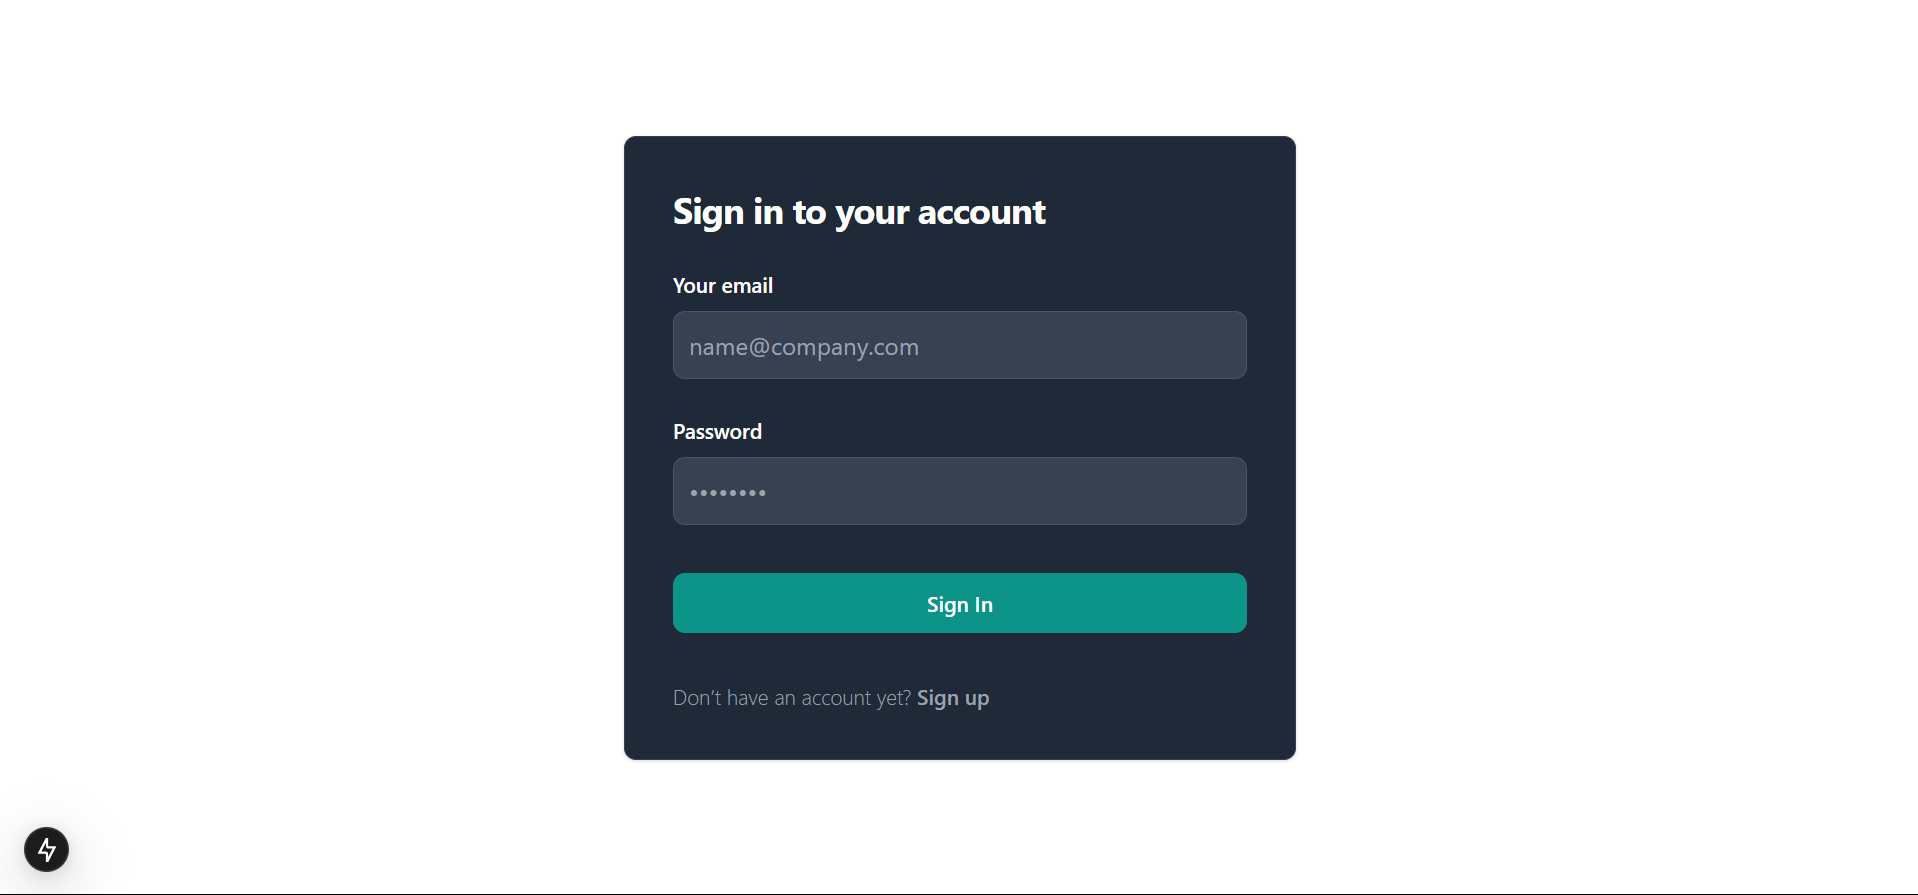 Sign in to your account
Your email
name@company.com
Password
••••••••
Sign In
Don’t have an account yet? Sign up